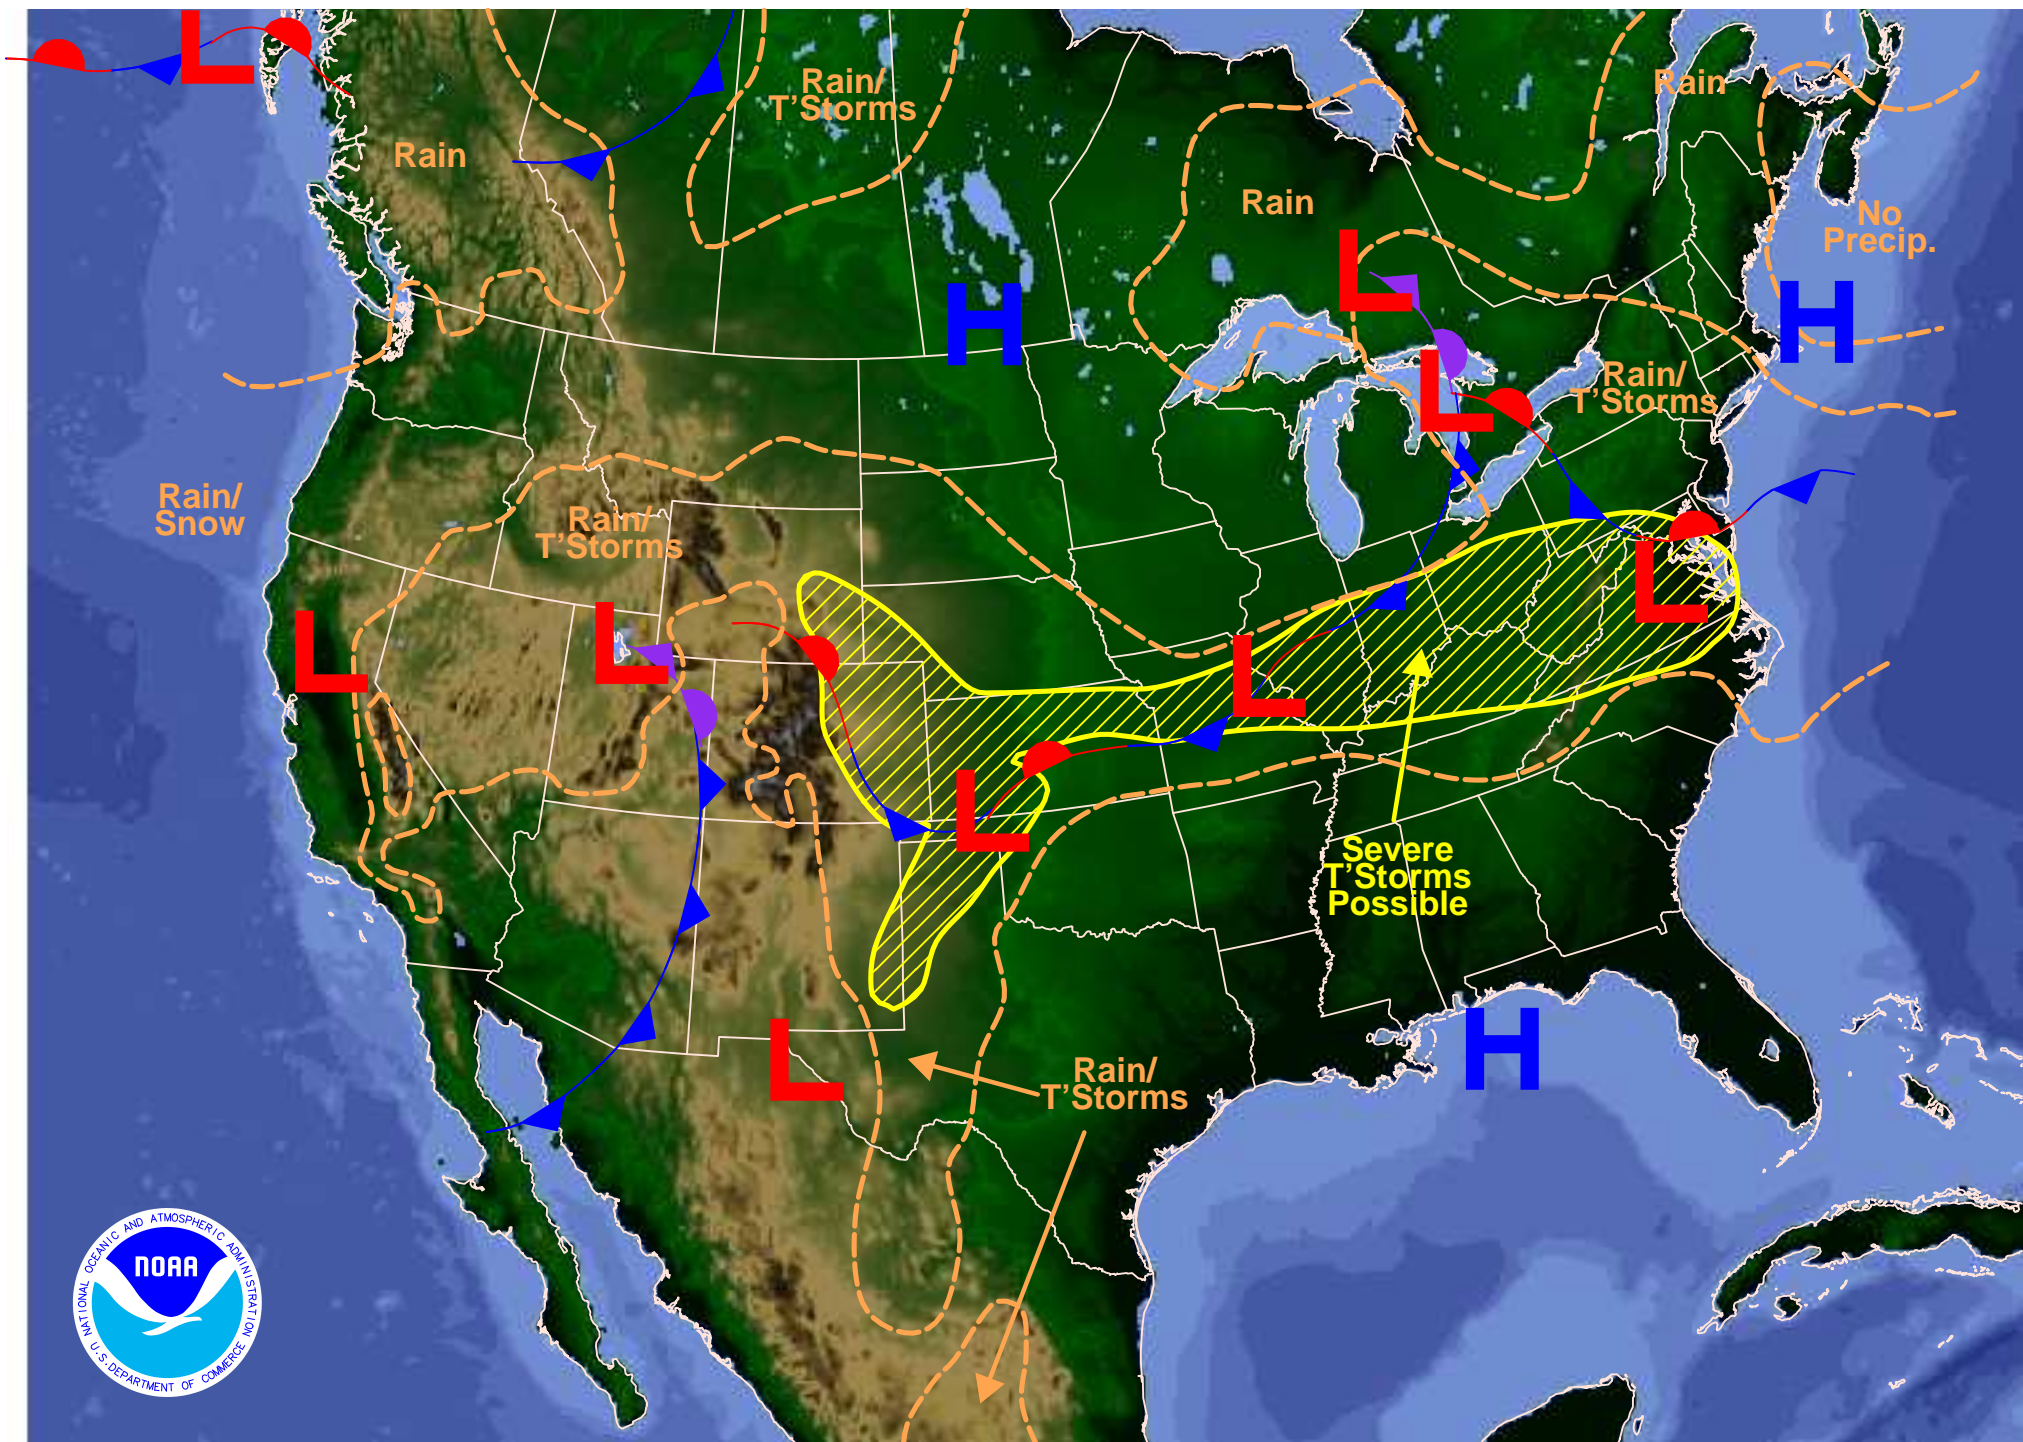 L
Rain/
T'Storms
Rain
Rain
Rain
No
Precip.
L
H
H
L
Rain/
T'Storms
Rain/
Snow
Rain/
T'Storms
L
L
L
L
L
Severe
T'Storms
Possible
L
H
Rain/
T'Storms
NATIONAL OCEANIC AND ATMOSPHERIC ADMINISTRATION
NOAA
U.S. DEPARTMENT OF COMMERCE